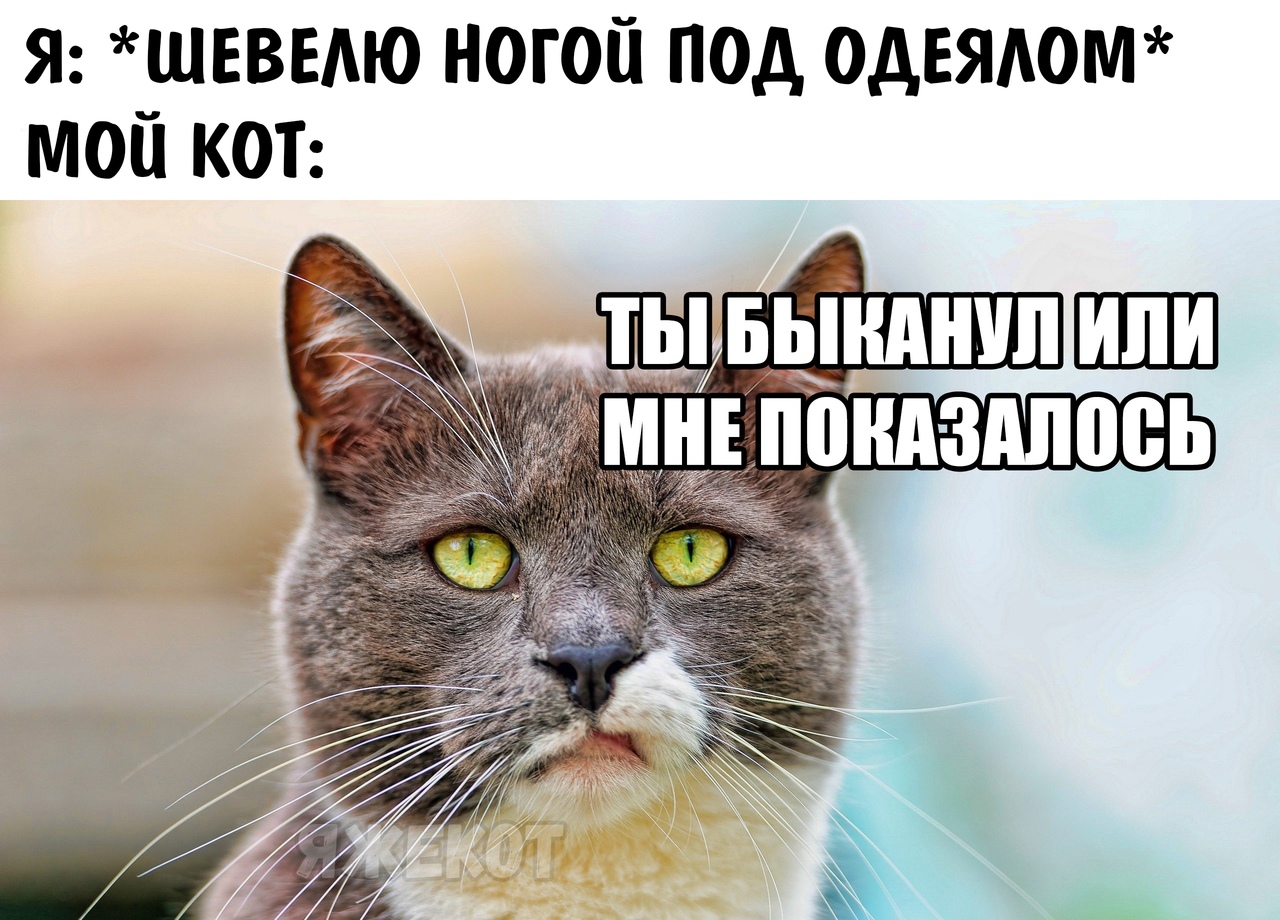 Я: *ШЕВЕЛЮ НОГОЙ ПОД ОДЕЯЛОМ*
МОЙ КОТ:
ТЫ БЫКАНУЛ ИЛИ
МНЕ ПОКАЗАЛОСЬ
ЯЖЕКОТ